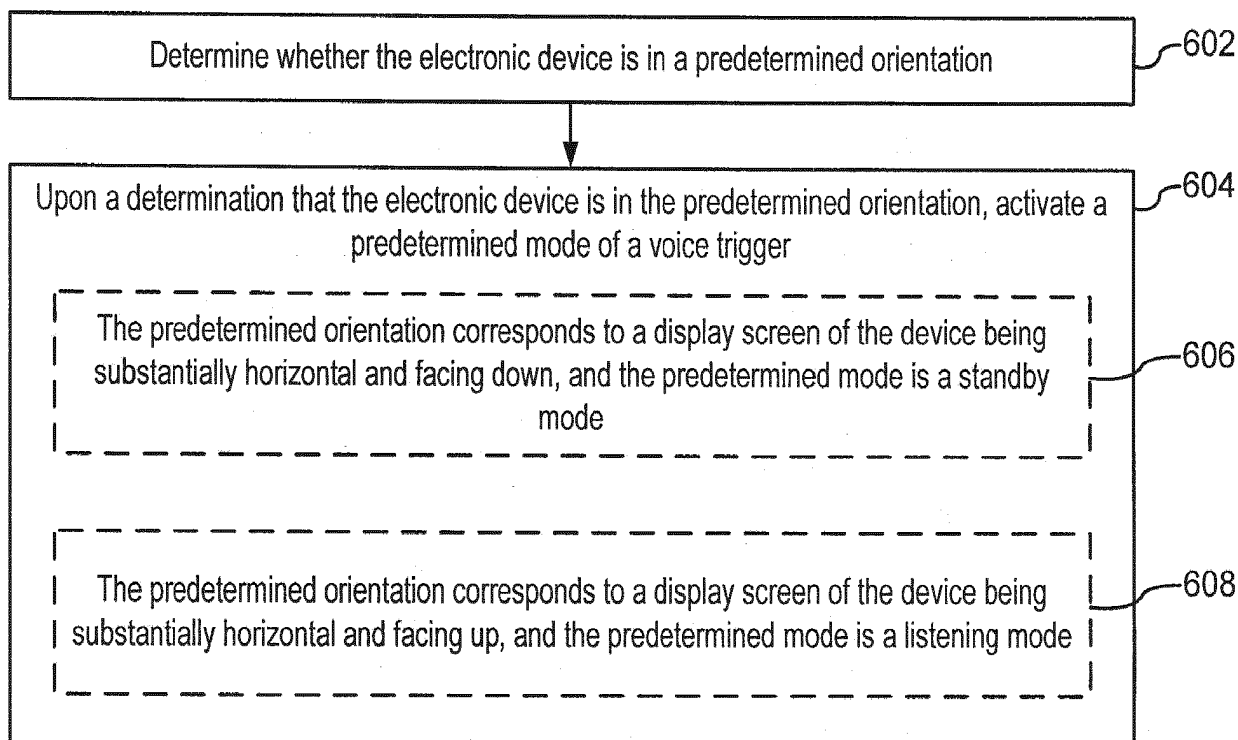 Determine whether the electronic device is in a predetermined orientation
602
Upon a determination that the electronic device is in the predetermined orientation, activate a
predetermined mode of a voice trigger
604
The predetermined orientation corresponds to a display screen of the device being
substantially horizontal and facing down, and the predetermined mode is a standby
mode
606
The predetermined orientation corresponds to a display screen of the device being
substantially horizontal and facing up, and the predetermined mode is a listening mode
608